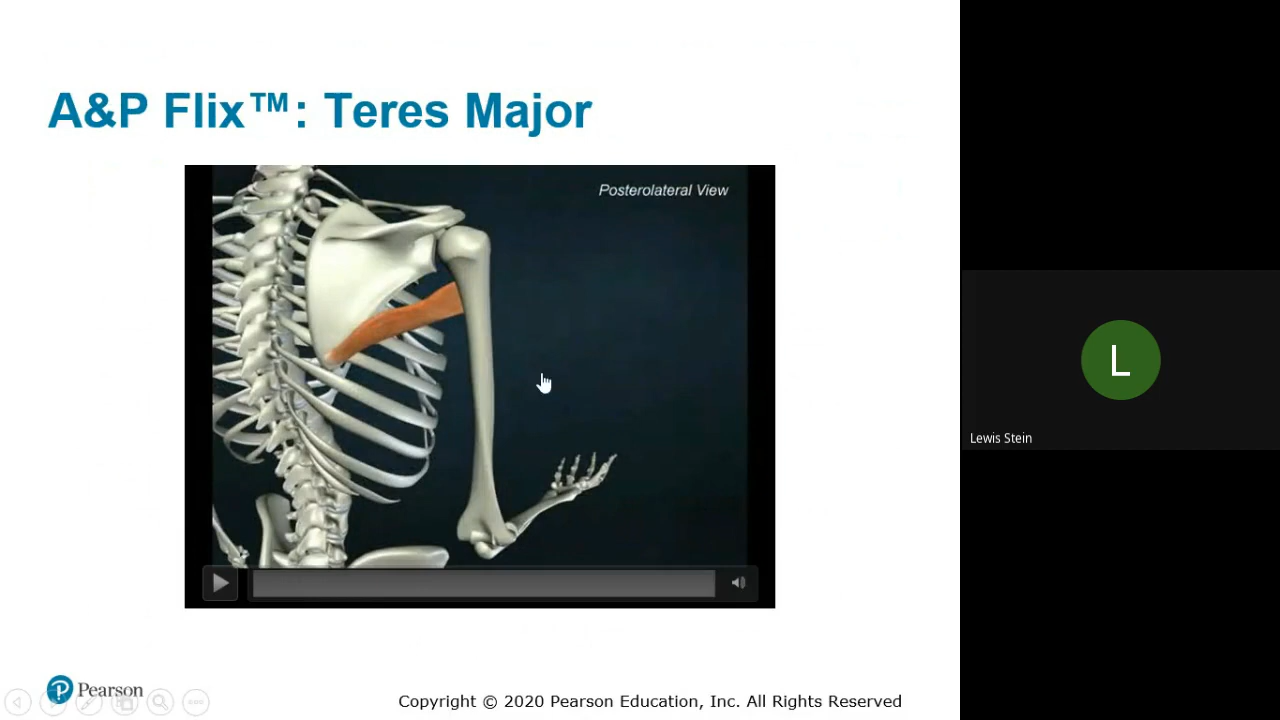 A&P Flix™: Teres Major
Posterolateral View
L
Lewis Stein
Pearson
Copyright © 2020 Pearson Education, Inc. All Rights Reserved